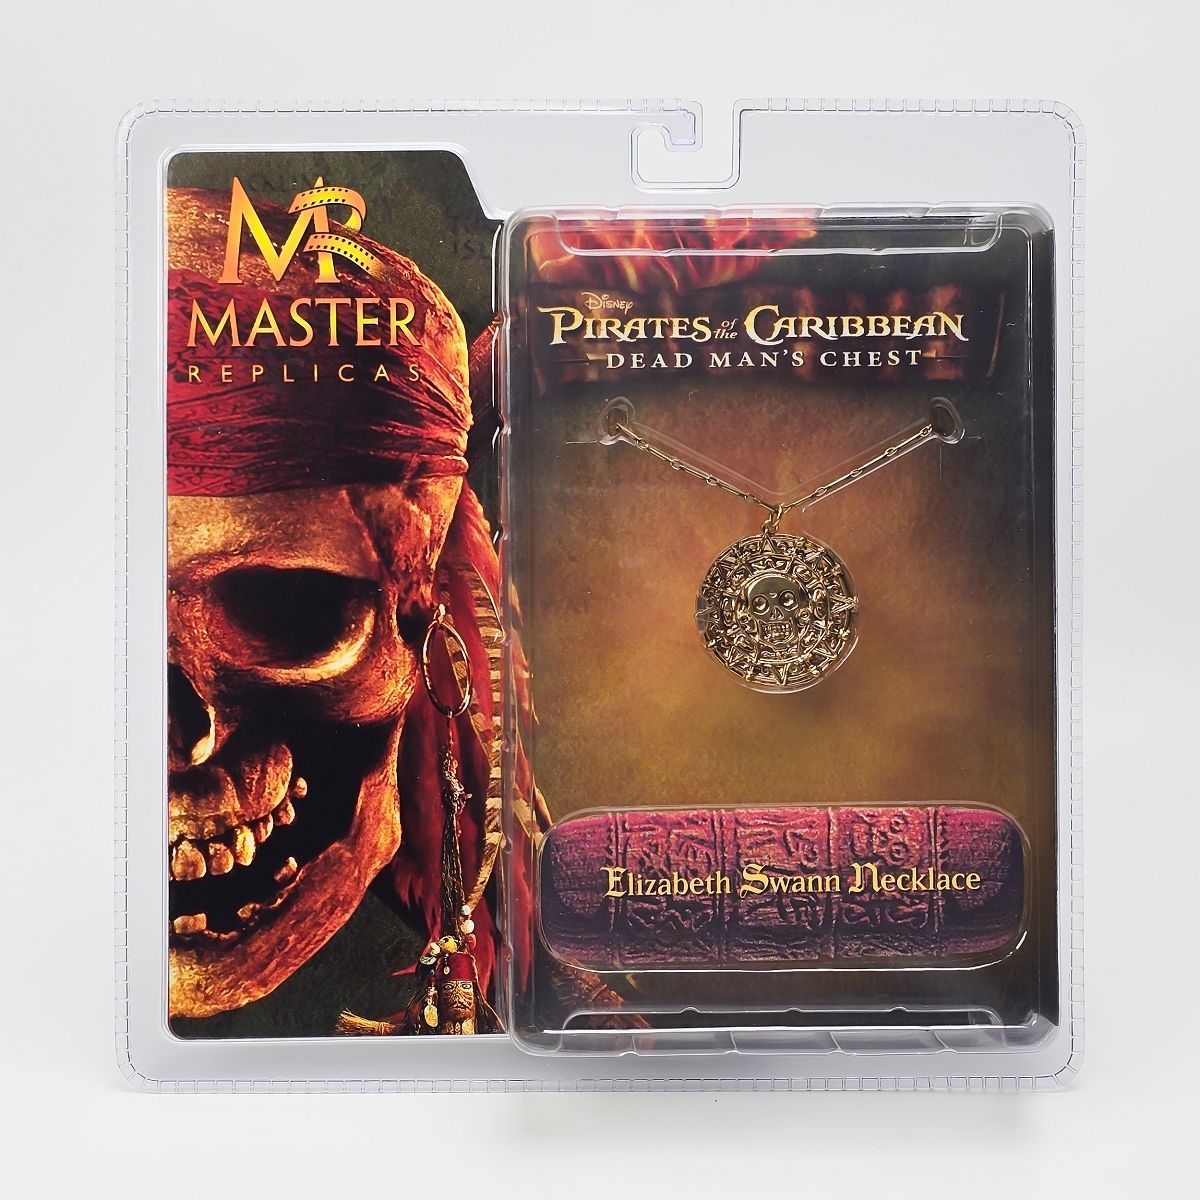 MR
MASTER
REPLICAS
Disney
PIRATES of the CARIBBEAN
DEAD MAN'S CHEST
Elizabeth Swann Necklace